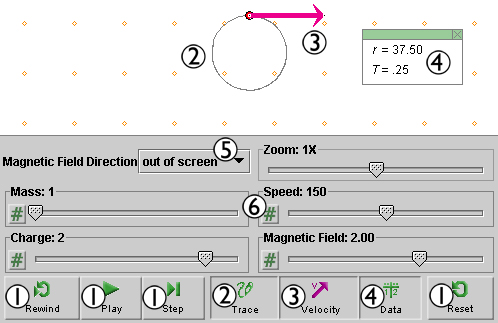 ②
③
r = 37.50
T = .25
④
⑤
Magnetic Field Direction out of screen
Zoom: 1X
Mass: 1
#
⑥
Speed: 150
#
Charge: 2
#
Magnetic Field: 2.00
#
① ① ① ② ③ V ④ 2 ①
Rewind Play Step Trace Velocity Data Reset